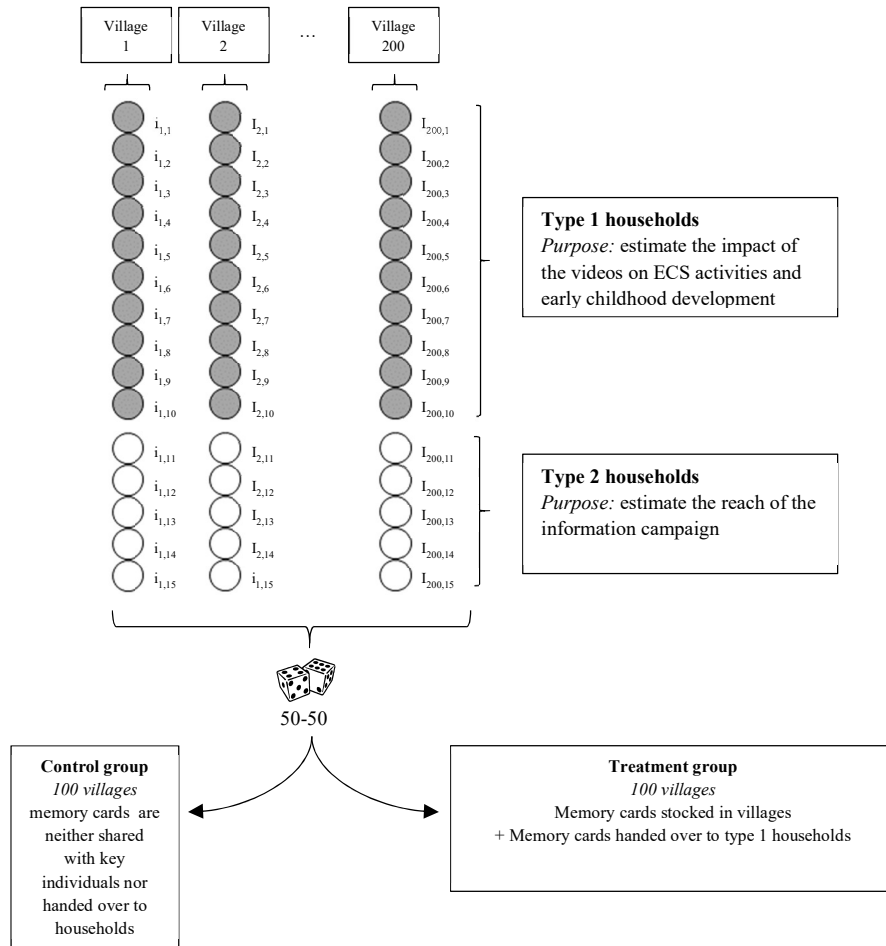 Village
1
Village
2
…
Village
200
i1,1
I2,1
I200,1
i1,2
I2,2
I200,2
i1,3
I2,3
I200,3
i1,4
I2,4
I200,4
i1,5
I2,5
I200,5
i1,6
I2,6
I200,6
i1,7
I2,7
I200,7
i1,8
I2,8
I200,8
i1,9
I2,9
I200,9
i1,10
I2,10
I200,10
Type 1 households
Purpose: estimate the impact of
the videos on ECS activities and
early childhood development
i1,11
I2,11
I200,11
i1,12
I2,12
I200,12
i1,13
I2,13
I200,13
i1,14
I2,14
I200,14
i1,15
i1,15
I200,15
Type 2 households
Purpose: estimate the reach of the
information campaign
50-50
Control group
100 villages
memory cards are
neither shared
with key
individuals nor
handed over to
households
Treatment group
100 villages
Memory cards stocked in villages
+ Memory cards handed over to type 1 households